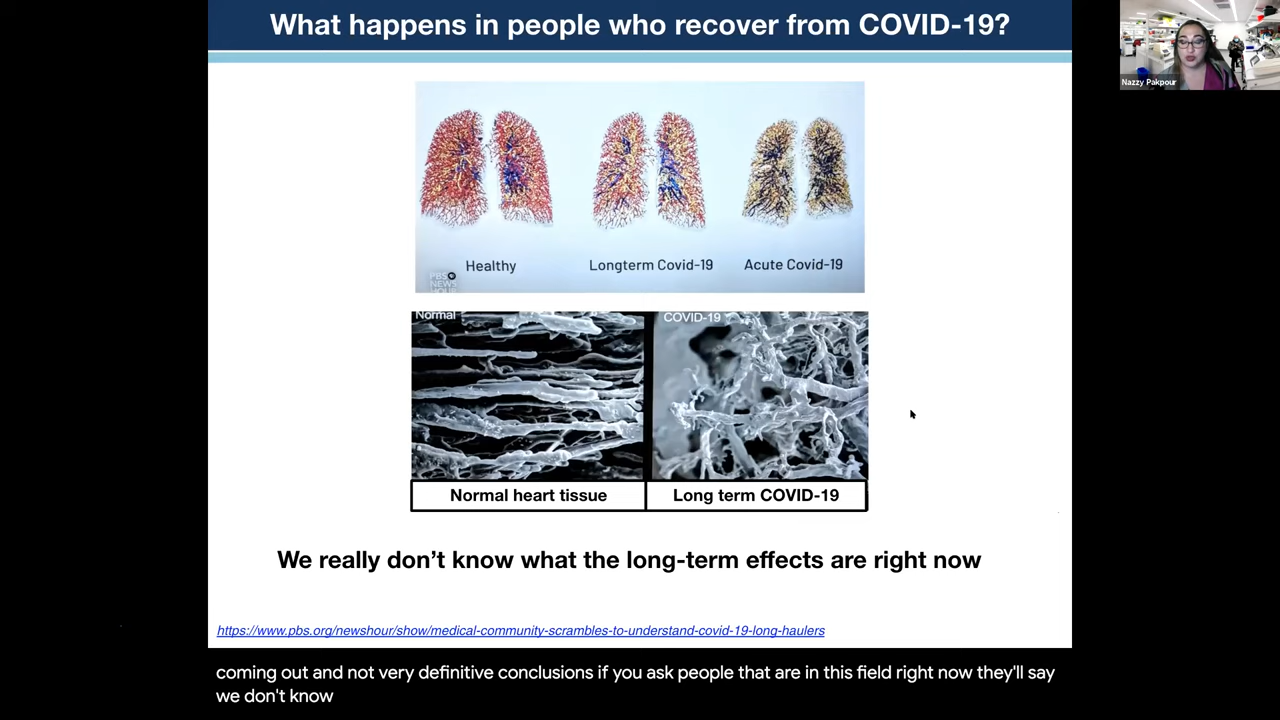 What happens in people who recover from COVID-19?
Nazzy Pakpour
Healthy
Longterm Covid-19
Acute Covid-19
PBS
NEWS
HOUR
Normal
COVID-19
Normal heart tissue
Long term COVID-19
We really don’t know what the long-term effects are right now
https://www.pbs.org/newshour/show/medical-community-scrambles-to-understand-covid-19-long-haulers
coming out and not very definitive conclusions if you ask people that are in this field right now they'll say
we don't know